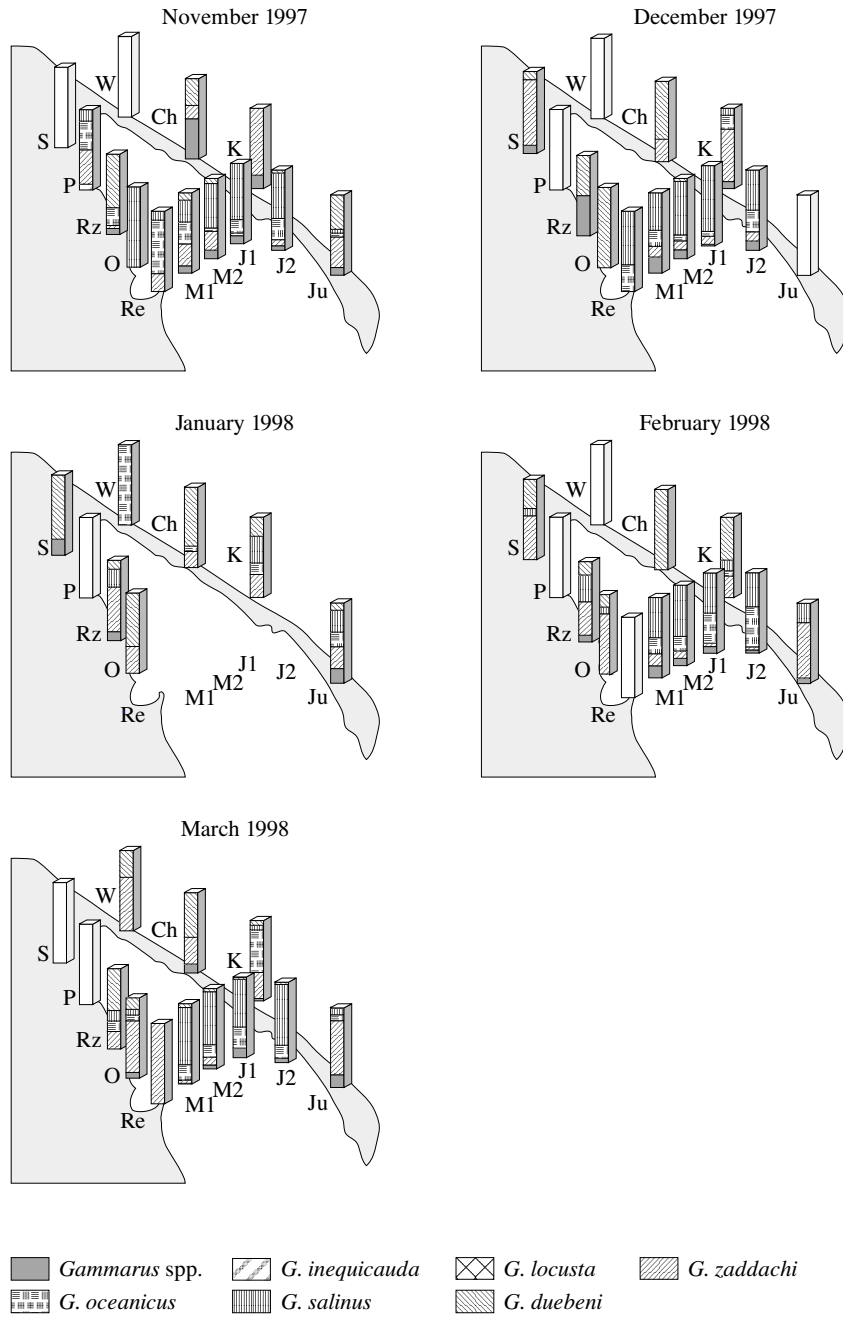 November 1997
December 1997
W
Ch
K
S
P
Rz
O
Re
M1
M2
J1
J2
Ju
W
Ch
K
S
P
Rz
O
Re
M1
M2
J1
J2
Ju
January 1998
February 1998
W
Ch
K
S
P
Rz
O
Re
M1
M2
J1
J2
Ju
W
Ch
K
S
P
Rz
O
Re
M1
M2
J1
J2
Ju
March 1998
W
Ch
K
S
P
Rz
O
Re
M1
M2
J1
J2
Ju
Gammarus spp. G. inequicauda G. locusta G. zaddachi
G. oceanicus G. salinus G. duebeni